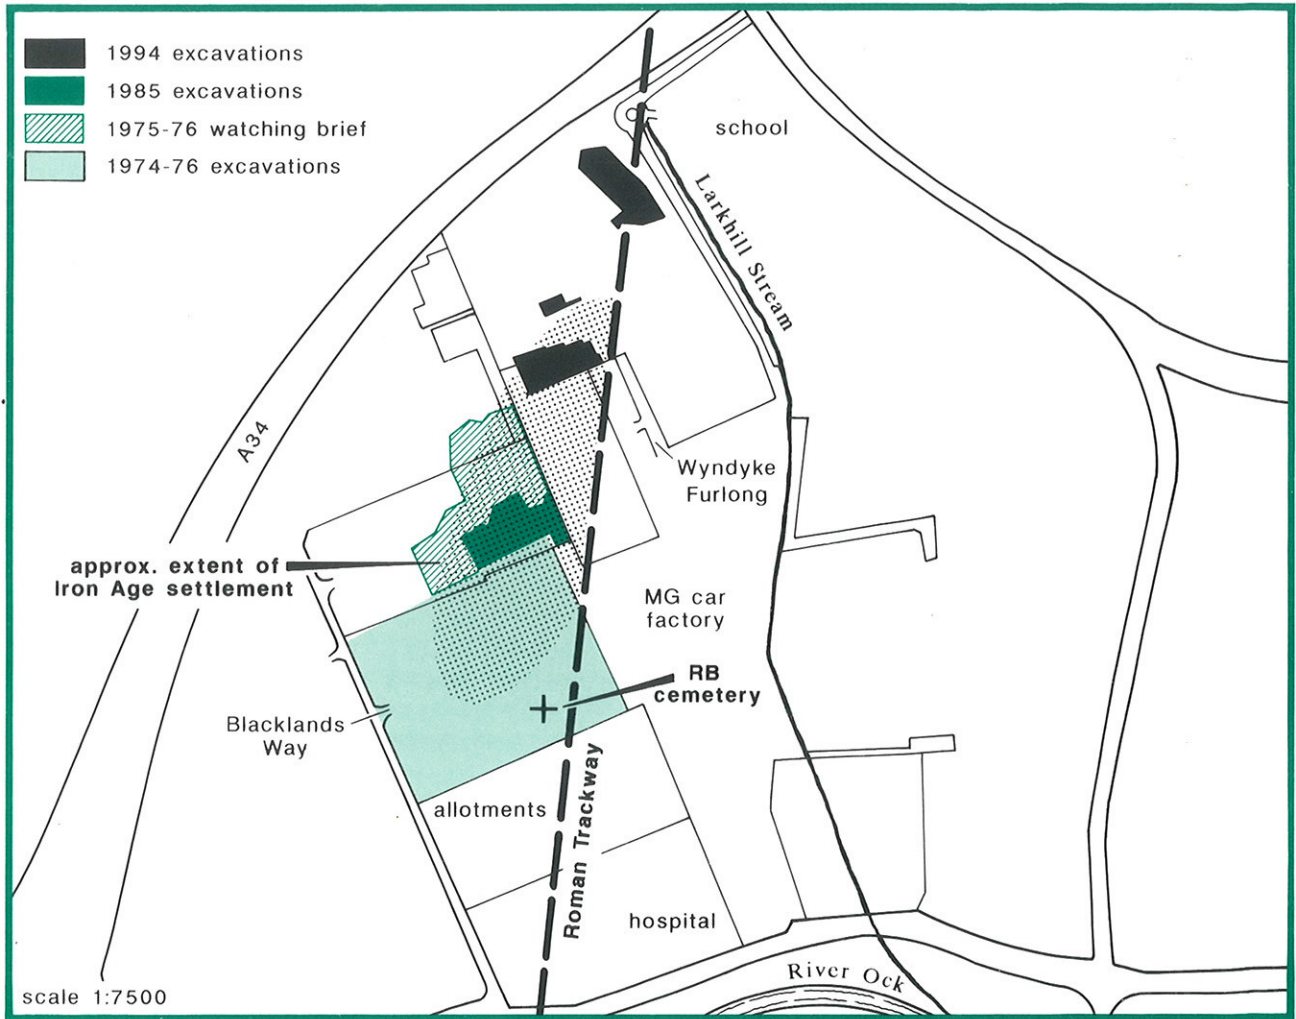 1994 excavations
1985 excavations
1975-76 watching brief
1974-76 excavations
school
Larkhill Stream
A34
Wyndyke
Furlong
approx. extent of
Iron Age settlement
MG car
factory
RB
cemetery
Blacklands
Way
allotments
Roman Trackway
hospital
River Ock
scale 1:7500